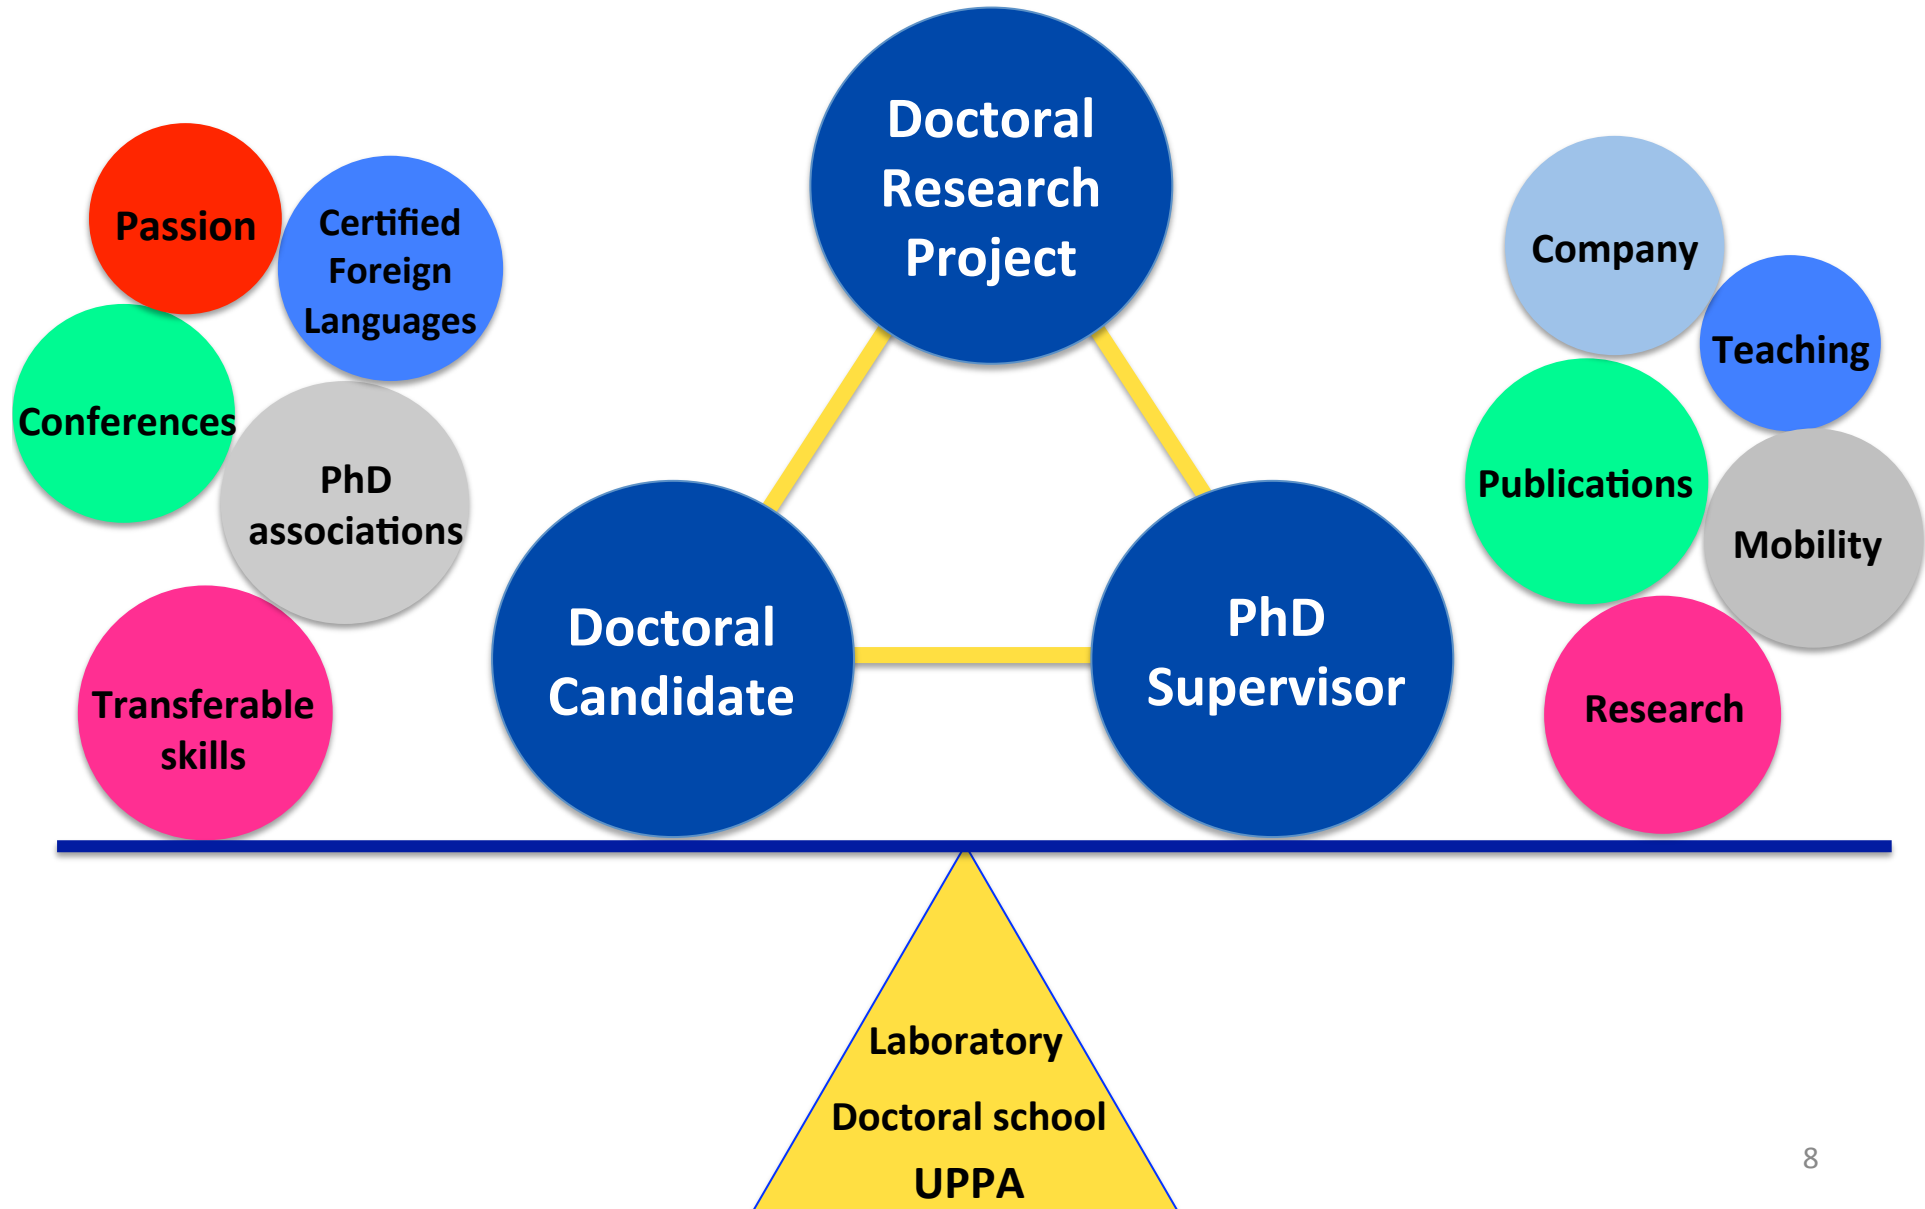 Doctoral
Research
Project
Passion
Certified
Foreign
Languages
Conferences
PhD
associations
Transferable
skills
Doctoral
Candidate
PhD
Supervisor
Company
Teaching
Publications
Mobility
Research
Laboratory
Doctoral school
UPPA
8